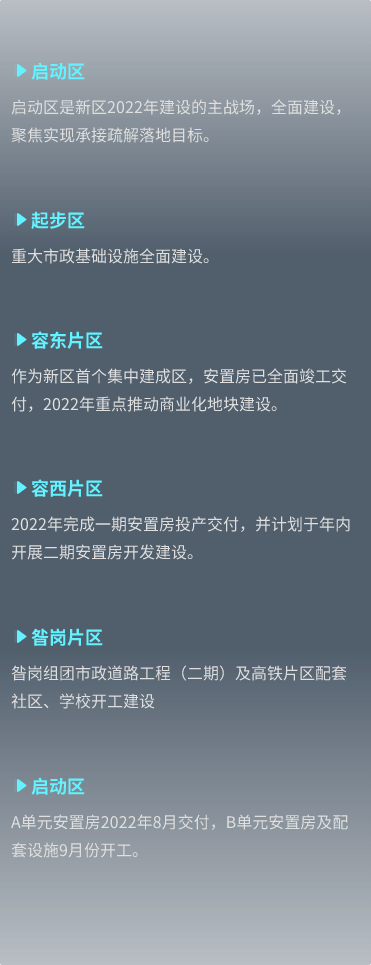 启动区
启动区是新区2022年建设的主战场，全面建设，
聚焦实现承接疏解落地目标。
起步区
重大市政基础设施全面建设。
容东片区
作为新区首个集中建成区，安置房已全面竣工交
付，2022年重点推动商业化地块建设。
容西片区
2022年完成一期安置房投产交付，并计划于年内
开展二期安置房开发建设。
昝岗片区
昝岗组团市政道路工程（二期）及高铁片区配套
社区、学校开工建设
启动区
A单元安置房2022年8月交付，B单元安置房及配
套设施9月份开工。